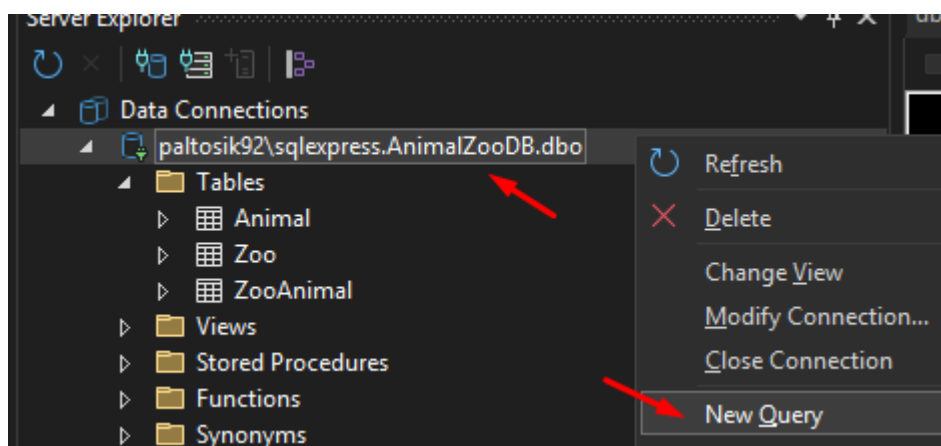 Server Explorer
Data Connections
paltosik92\sqlexpress.AnimalZooDB.dbo
Tables
Animal
Zoo
ZooAnimal
Views
Stored Procedures
Functions
Synonyms
Refresh
Delete
Change View
Modify Connection...
Close Connection
New Query